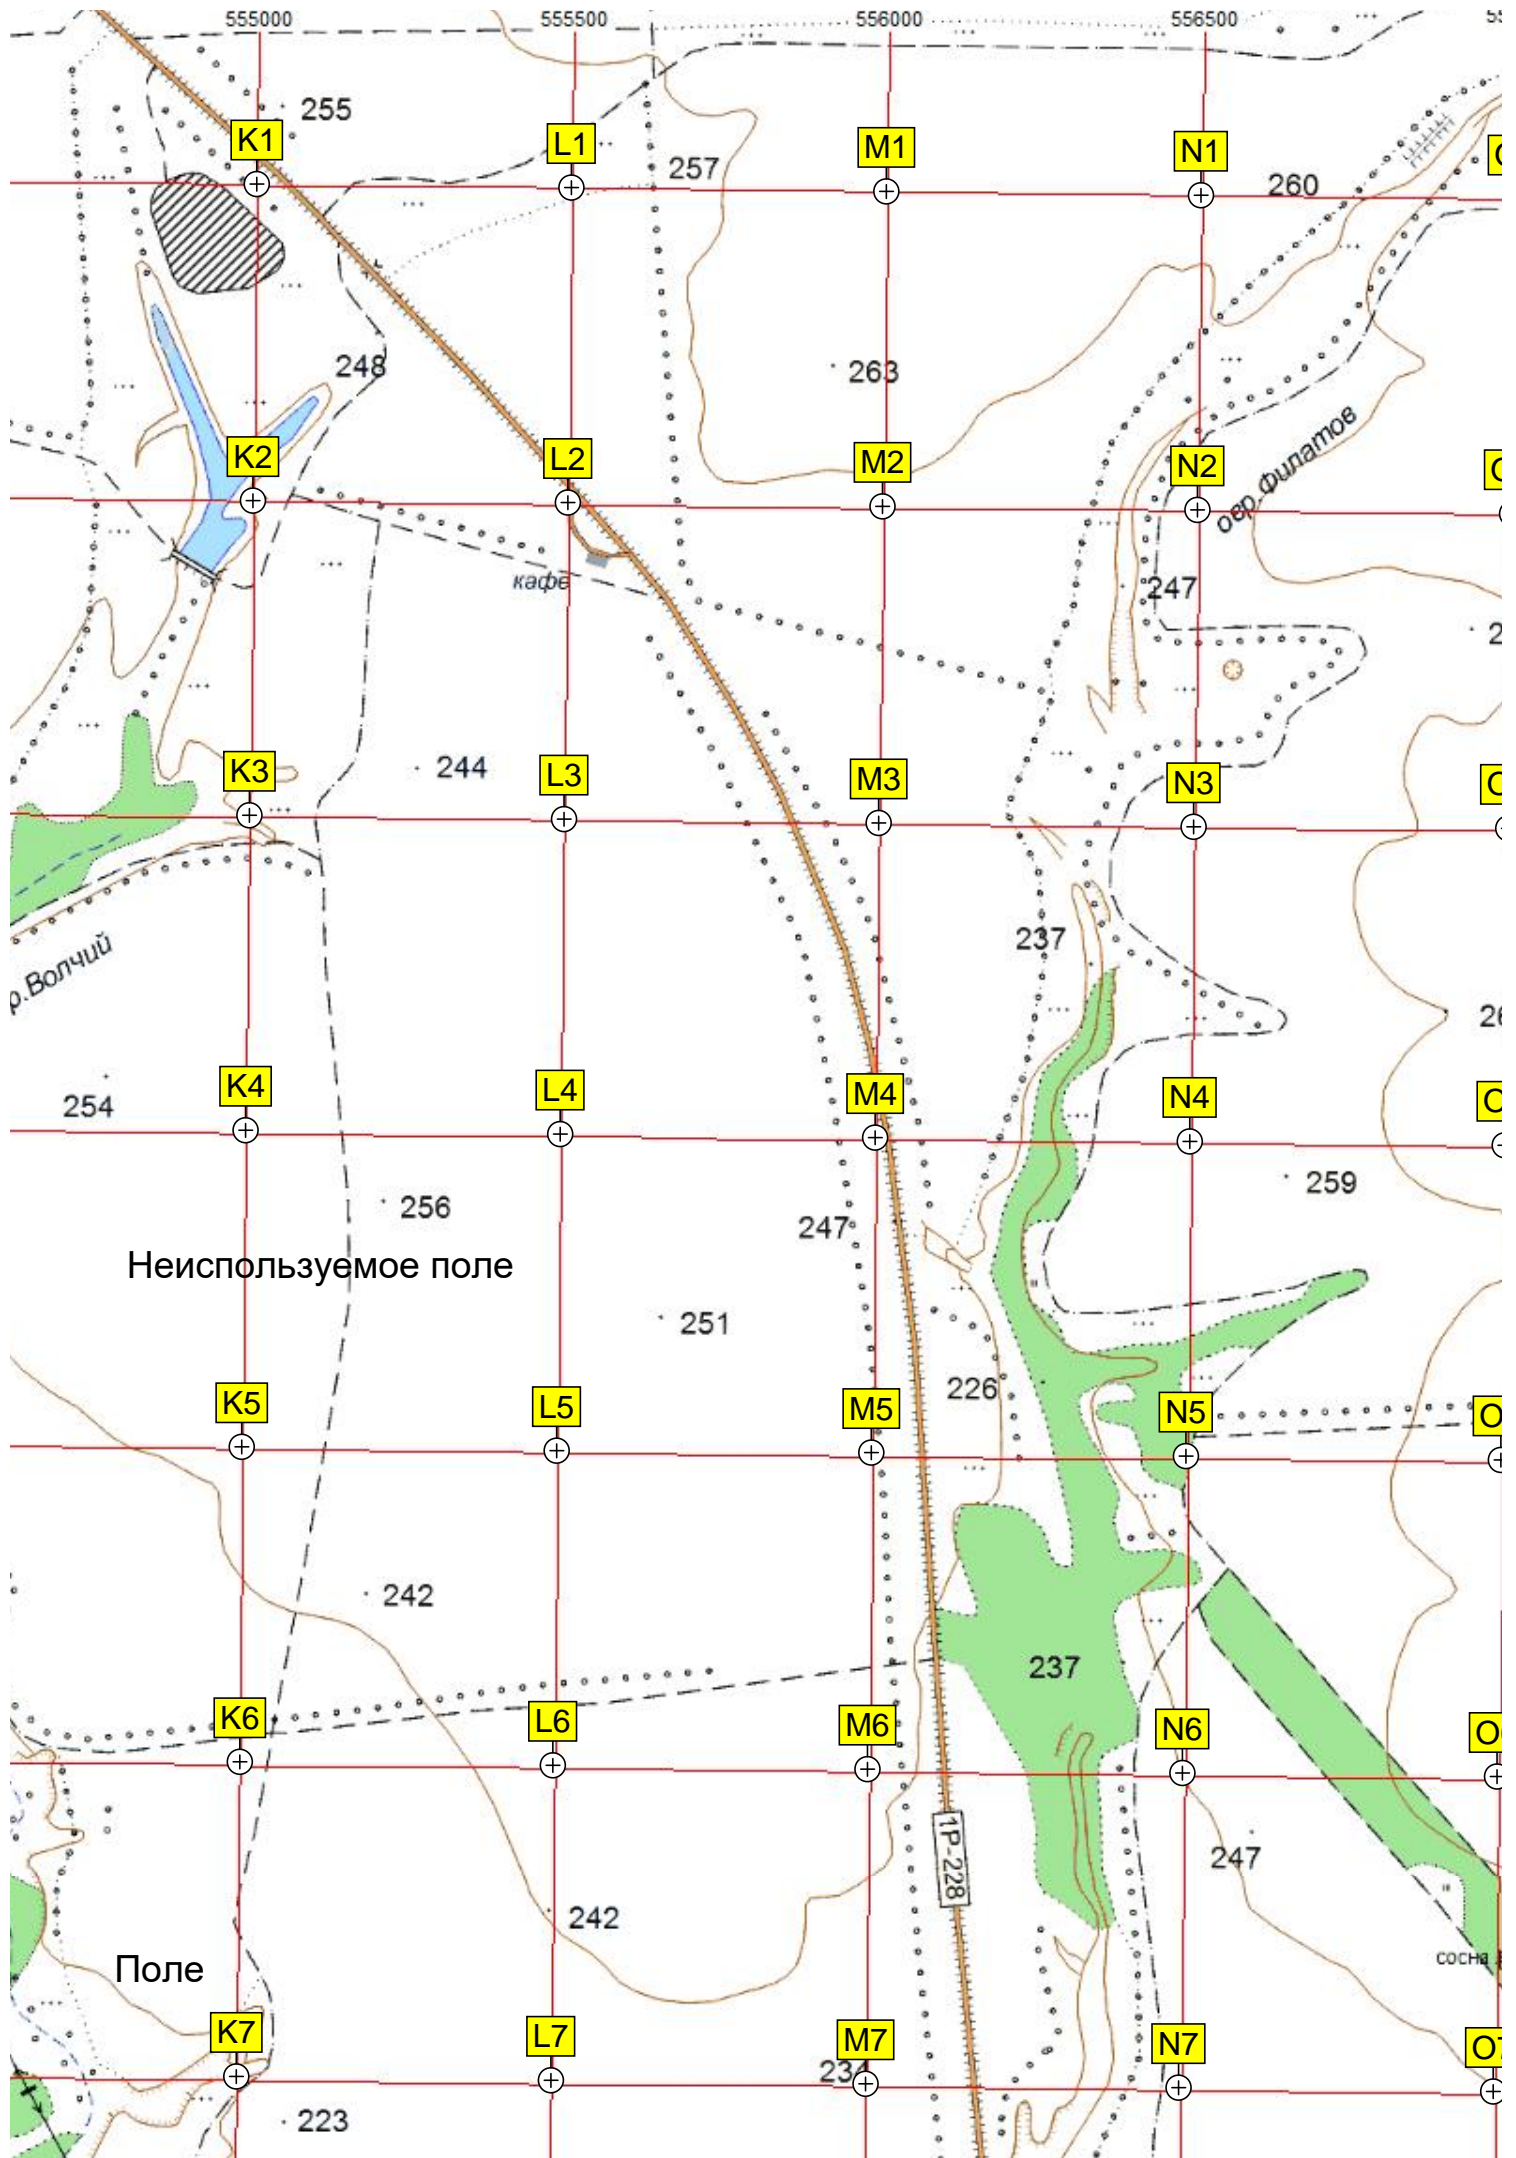 555000 555500 556000 556500
255
K1 L1 M1 N1
257 260
248 263
K2 L2 M2 N2
овр.Филатов
кафе 247
K3 244 L3 M3 N3
237
р.Волчий
K4 L4 M4 N4
254
256 247 259
Неиспользуемое поле
251
226
K5 L5 M5 N5
242
237
K6 L6 M6 N6
1Р-228
247
242
Поле
сосна
K7 L7 M7 N7 O7
234
223